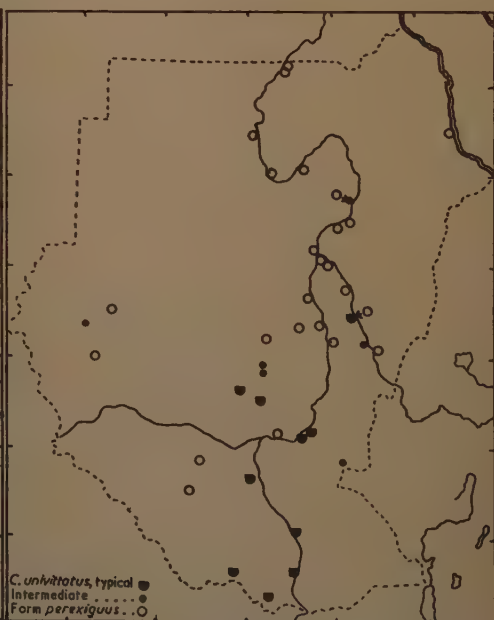 C. univittatus, typical
Intermediate ........
Form perexiguus..